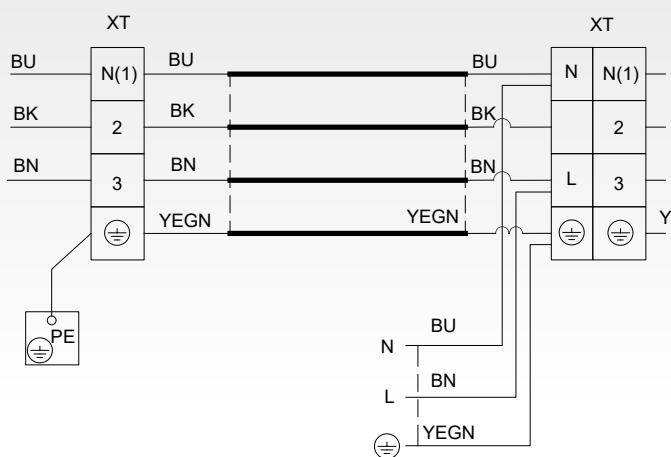 XT XT
BU N(1) BU BU N N(1)
BK 2 BK BK 2
BN 3 BN BN L 3
YEGN YEGN Y
PE
N BU
L BN
YEGN